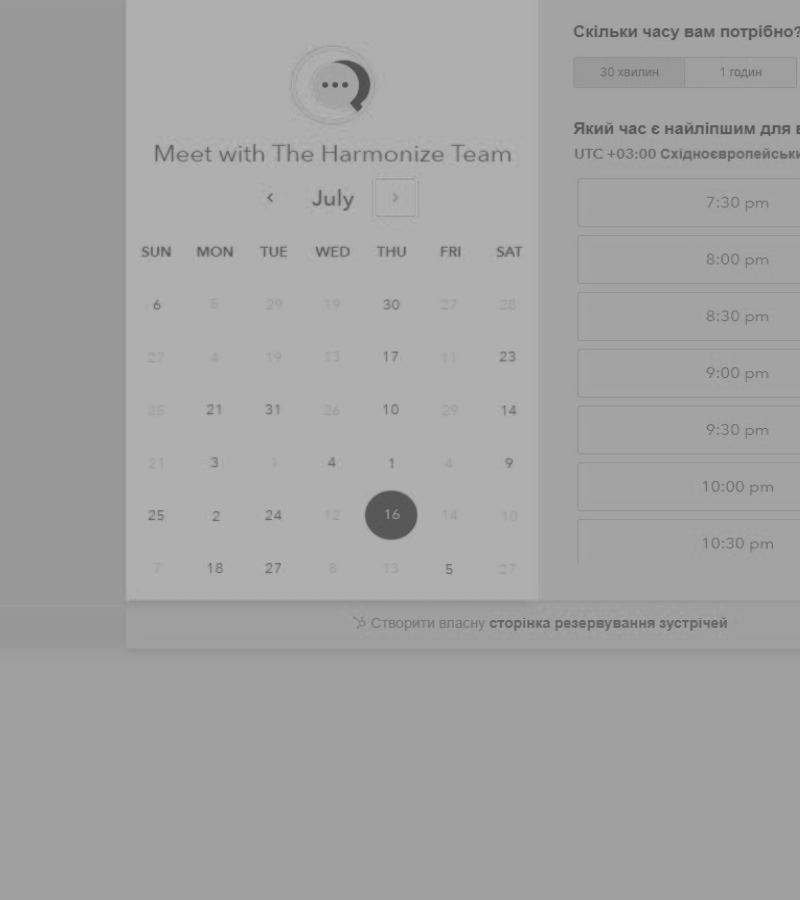 Meet with The Harmonize Team
July
SUN MON TUE WED THU FRI SAT
6 5 29 19 30 27 28
27 4 19 13 17 11 23
25 21 31 26 10 29 14
21 3 1 4 1 4 9
25 2 24 12 16 14 10
7 18 27 8 13 5 27
Скільки часу вам потрібно?
30 хвилин 1 годин
Який час є найліпшим для
UTC +03:00 Східноєвропейськи
7:30 pm
8:00 pm
8:30 pm
9:00 pm
9:30 pm
10:00 pm
10:30 pm
Створити власну сторінка резервування зустрічей